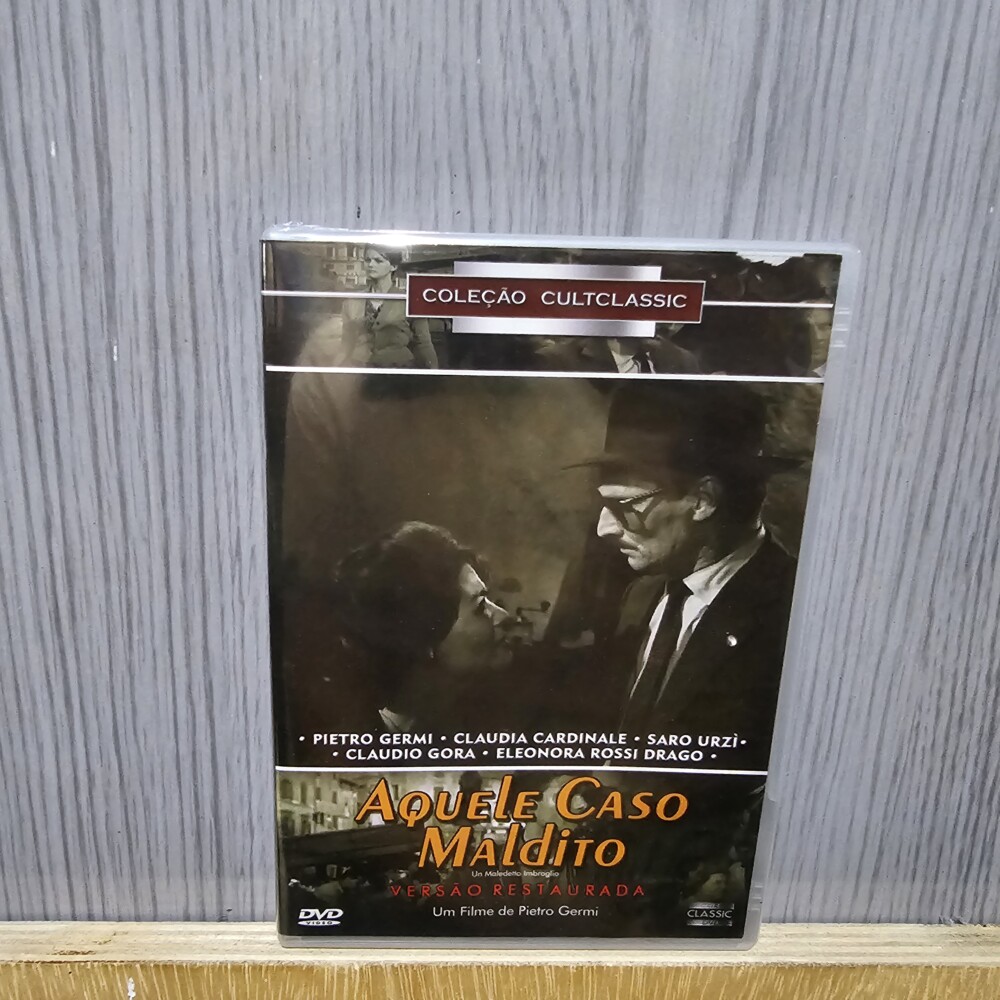 COLEÇÃO CULTCLASSIC
• PIETRO GERMI • CLAUDIA CARDINALE • SARO URZÌ •
• CLAUDIO GORA • ELEONORA ROSSI DRAGO •
AQUELE CASO
MALDITO
Un Maledetto Imbroglio
VERSÃO RESTAURADA
Um Filme de Pietro Germi
DVD
VIDEO
CLASSIC